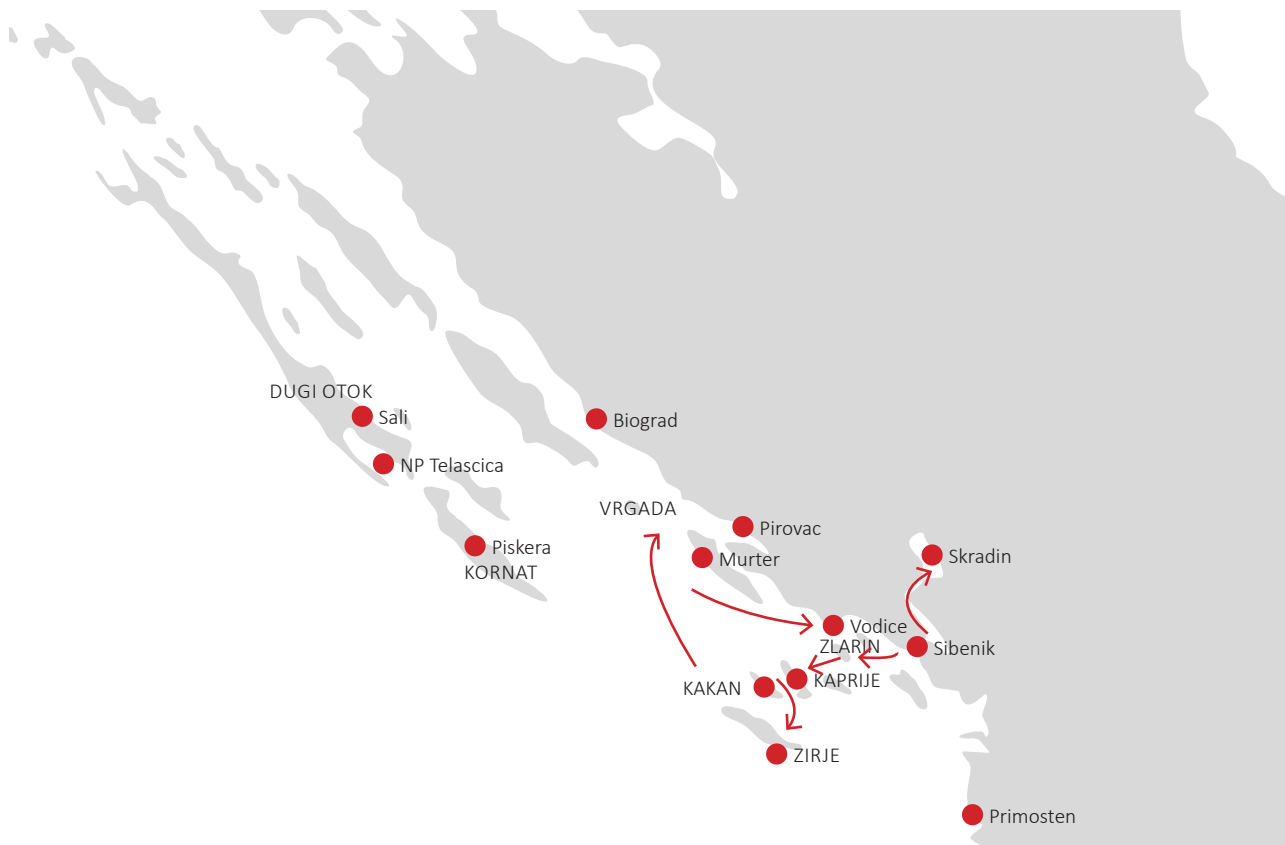 DUGI OTOK
Sali
Biograd
NP Telascica
VRGADA
Pirovac
Piskera
KORNAT
Murter
Skradin
Vodice
ZLARIN
Sibenik
KAKAN
KAPRIJE
ZIRJE
Primosten